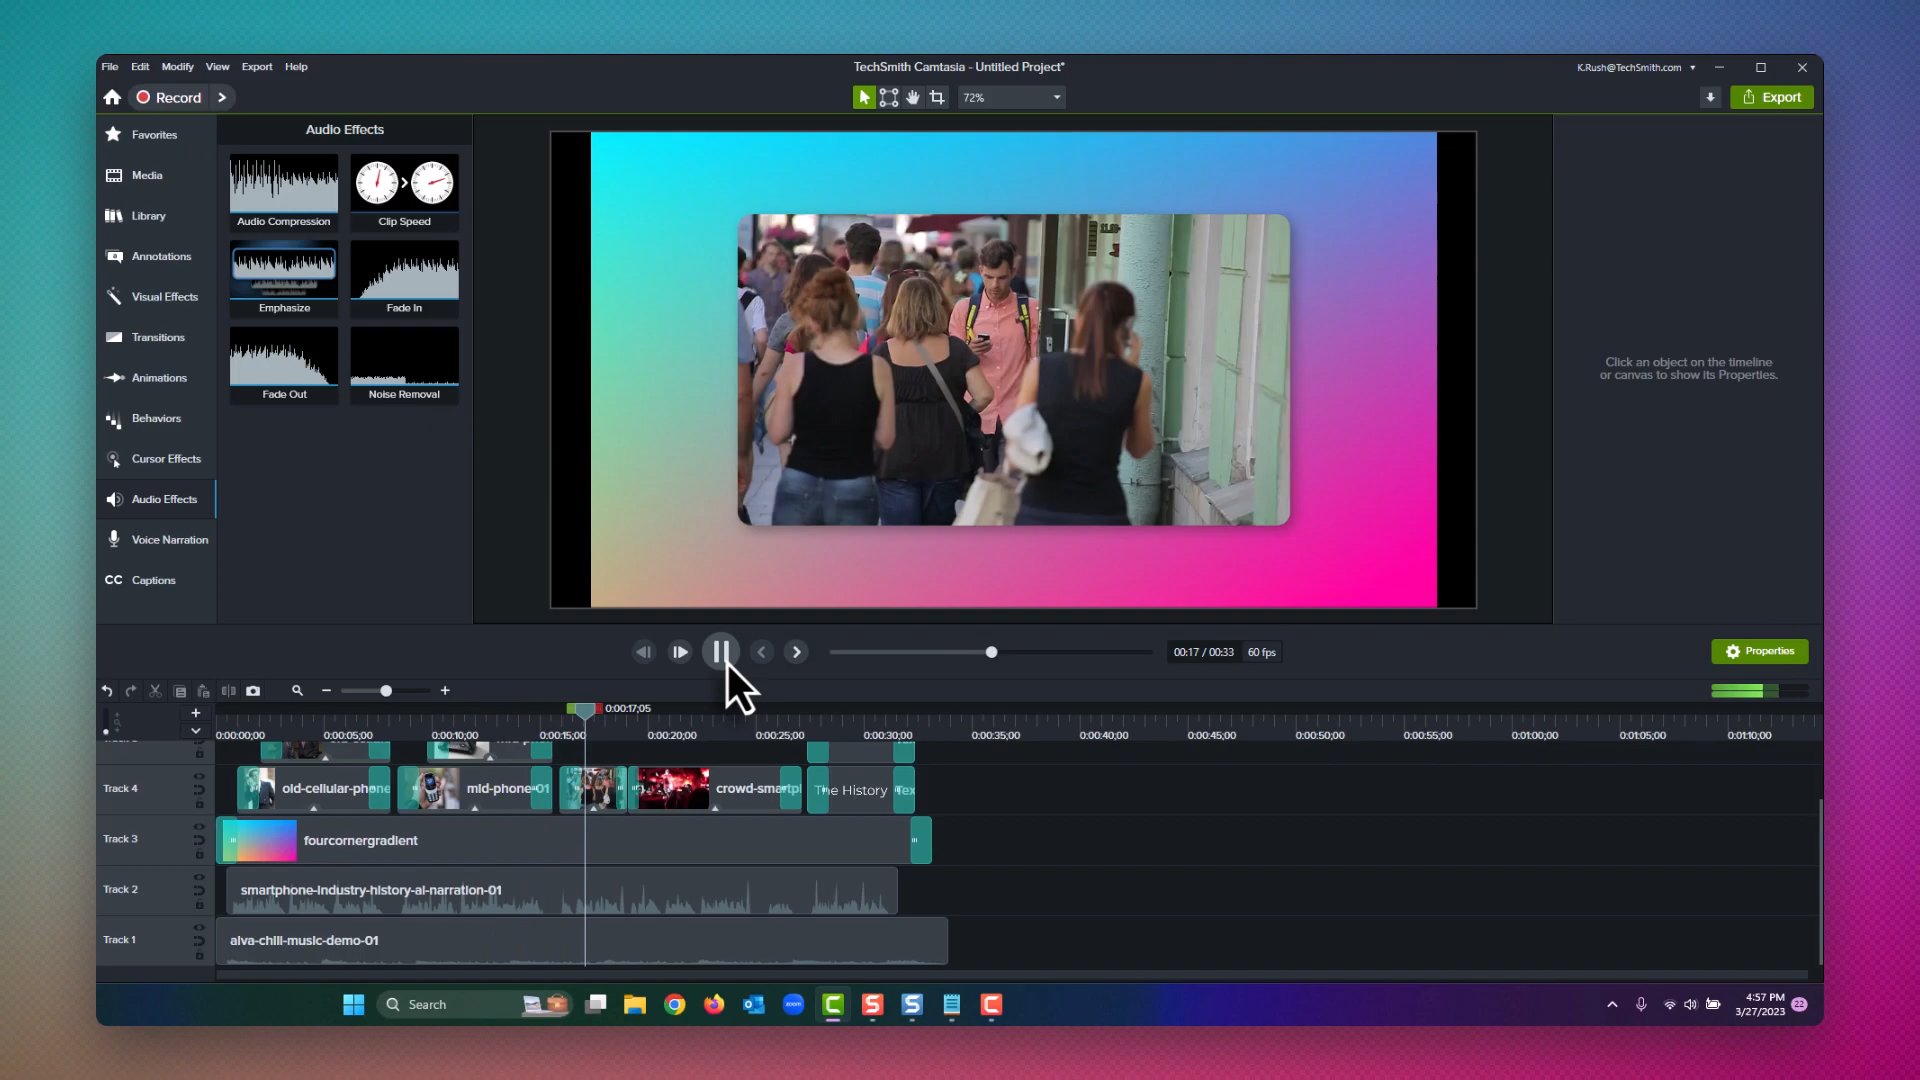 File Edit Modify View Export Help
TechSmith Camtasia - Untitled Project*
K.Rush@TechSmith.com
Record
72%
Export
Favorites
Media
Library
Annotations
Visual Effects
Transitions
Animations
Behaviors
Cursor Effects
Audio Effects
Voice Narration
CC Captions
Audio Effects
Audio Compression
Clip Speed
Emphasize
Fade In
Fade Out
Noise Removal
Click an object on the timeline
or canvas to show its Properties.
00:17 / 00:33 60 fps
Properties
0:00:17;05
0:00:00;00 0:00:05;00 0:00:10;00 0:00:15;00 0:00:20;00 0:00:25;00 0:00:30;00 0:00:35;00 0:00:40;00 0:00:45;00 0:00:50;00 0:00:55;00 0:01:00;00 0:01:05;00 0:01:10;00
Track 4
old-cellular-phone
mid-phone-01
crowd-smartpl
The History
Tex
Track 3
fourcornergradient
Track 2
smartphone-industry-history-ai-narration-01
Track 1
aiva-chill-music-demo-01
Search
zoom
4:57 PM
3/27/2023
22